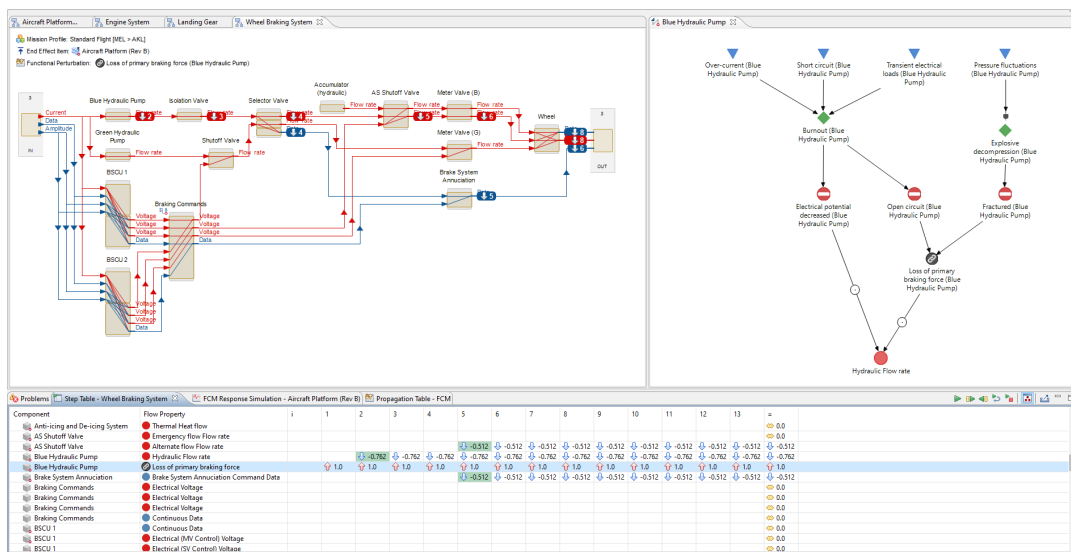 Aircraft Platform...
Engine System
Landing Gear
Wheel Braking System
Mission Profile: Standard Flight [MEL > AKL]
End Effect Item: Aircraft Platform (Rev B)
Functional Perturbation: Loss of primary braking force (Blue Hydraulic Pump)
3
Current
Data
Amplitude
IN
Blue Hydraulic Pump
Isolation Valve
Selector Valve
Accumulator
(hydraulic)
AS Shutoff Valve
Meter Valve (B)
Flow rate
2
3
4
4
5
6
Green Hydraulic
Pump
Flow rate
Shutoff Valve
Flow rate
Meter Valve (G)
Flow rate
Wheel
8
8
6
OUT
Brake System
Annuciation
5
BSCU 1
Voltage
Voltage
Voltage
Data
Braking Commands
Voltage
Voltage
Voltage
Data
BSCU 2
Voltage
Voltage
Voltage
Data
Blue Hydraulic Pump
Over-current (Blue
Hydraulic Pump)
Short circuit (Blue
Hydraulic Pump)
Transient electrical
loads (Blue Hydraulic
Pump)
Pressure fluctuations
(Blue Hydraulic Pump)
Burnout (Blue
Hydraulic Pump)
Explosive
decompression (Blue
Hydraulic Pump)
Electrical potential
decreased (Blue
Hydraulic Pump)
Open circuit (Blue
Hydraulic Pump)
Fractured (Blue
Hydraulic Pump)
Loss of primary
braking force (Blue
Hydraulic Pump)
Hydraulic Flow rate
Problems
Step Table - Wheel Braking System
FCM Response Simulation - Aircraft Platform (Rev B)
Propagation Table - FCM
Component Flow Property i 1 2 3 4 5 6 7 8 9 10 11 12 13 =
Anti-icing and De-icing System Thermal Heat flow 0.0
AS Shutoff Valve Emergency flow Flow rate 0.0
AS Shutoff Valve Alternate flow Flow rate -0.512 -0.512 -0.512 -0.512 -0.512 -0.512 -0.512 -0.512 -0.512 -0.512
Blue Hydraulic Pump Hydraulic Flow rate -0.762 -0.762 -0.762 -0.762 -0.762 -0.762 -0.762 -0.762 -0.762 -0.762 -0.762 -0.762 -0.762
Blue Hydraulic Pump Loss of primary braking force 1.0 1.0 1.0 1.0 1.0 1.0 1.0 1.0 1.0 1.0 1.0 1.0 1.0 1.0
Brake System Annuciation Brake System Annuciation Command Data -0.512 -0.512 -0.512 -0.512 -0.512 -0.512 -0.512 -0.512 -0.512 -0.512
Braking Commands Electrical Voltage 0.0
Braking Commands Electrical Voltage 0.0
Braking Commands Electrical Voltage 0.0
Braking Commands Continuous Data 0.0
BSCU 1 Continuous Data 0.0
BSCU 1 Electrical (MV Control) Voltage 0.0
BSCU 1 Electrical (SV Control) Voltage 0.0